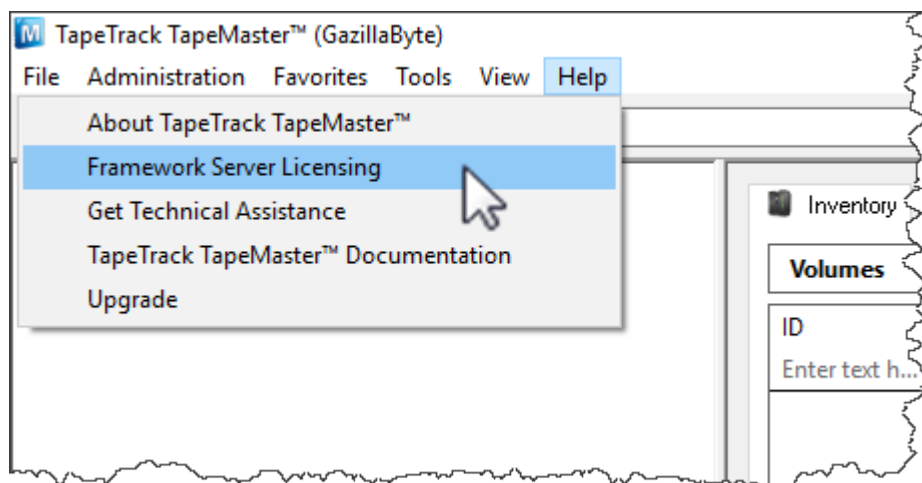 M TapeTrack TapeMaster™ (GazillaByte)
File Administration Favorites Tools View Help
About TapeTrack TapeMaster™
Framework Server Licensing
Get Technical Assistance
TapeTrack TapeMaster™ Documentation
Upgrade
Inventory
Volumes
ID
Enter text h...